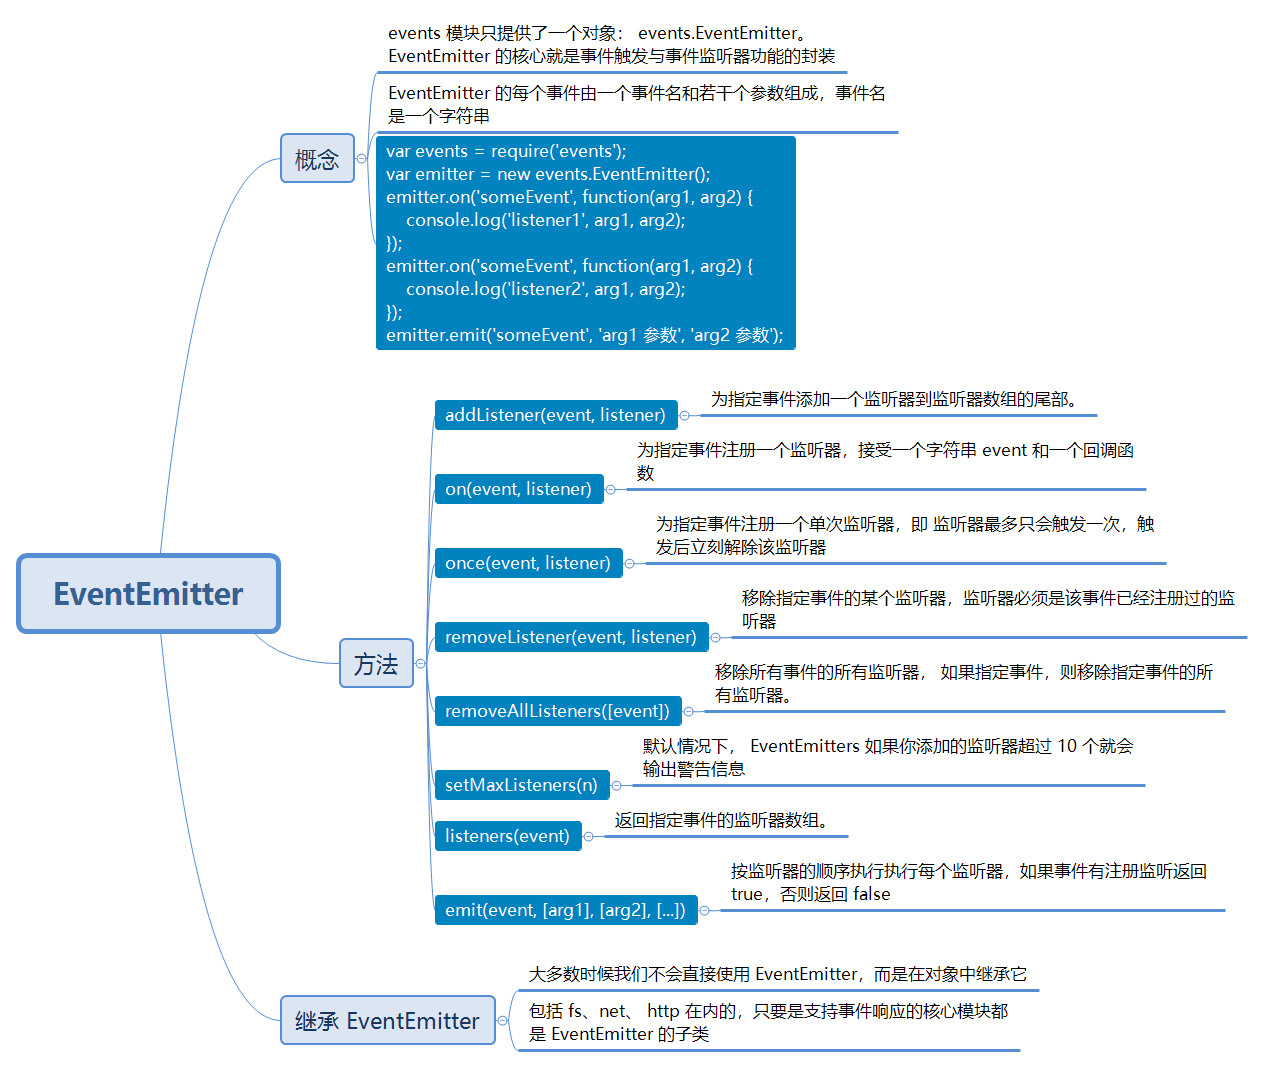 events 模块只提供了一个对象： events.EventEmitter。
EventEmitter 的核心就是事件触发与事件监听器功能的封装
EventEmitter 的每个事件由一个事件名和若干个参数组成，事件名
是一个字符串
概念
var events = require('events');
var emitter = new events.EventEmitter();
emitter.on('someEvent', function(arg1, arg2) {
    console.log('listener1', arg1, arg2);
});
emitter.on('someEvent', function(arg1, arg2) {
    console.log('listener2', arg1, arg2);
});
emitter.emit('someEvent', 'arg1 参数', 'arg2 参数');
EventEmitter
方法
addListener(event, listener)
为指定事件添加一个监听器到监听器数组的尾部。
on(event, listener)
为指定事件注册一个监听器，接受一个字符串 event 和一个回调函
数
once(event, listener)
为指定事件注册一个单次监听器，即 监听器最多只会触发一次，触
发后立刻解除该监听器
removeListener(event, listener)
移除指定事件的某个监听器，监听器必须是该事件已经注册过的监
听器
removeAllListeners([event])
移除所有事件的所有监听器， 如果指定事件，则移除指定事件的所
有监听器。
setMaxListeners(n)
默认情况下， EventEmitters 如果你添加的监听器超过 10 个就会
输出警告信息
listeners(event)
返回指定事件的监听器数组。
emit(event, [arg1], [arg2], [...])
按监听器的顺序执行执行每个监听器，如果事件有注册监听返回
true，否则返回 false
继承 EventEmitter
大多数时候我们不会直接使用 EventEmitter，而是在对象中继承它
包括 fs、net、 http 在内的，只要是支持事件响应的核心模块都
是 EventEmitter 的子类